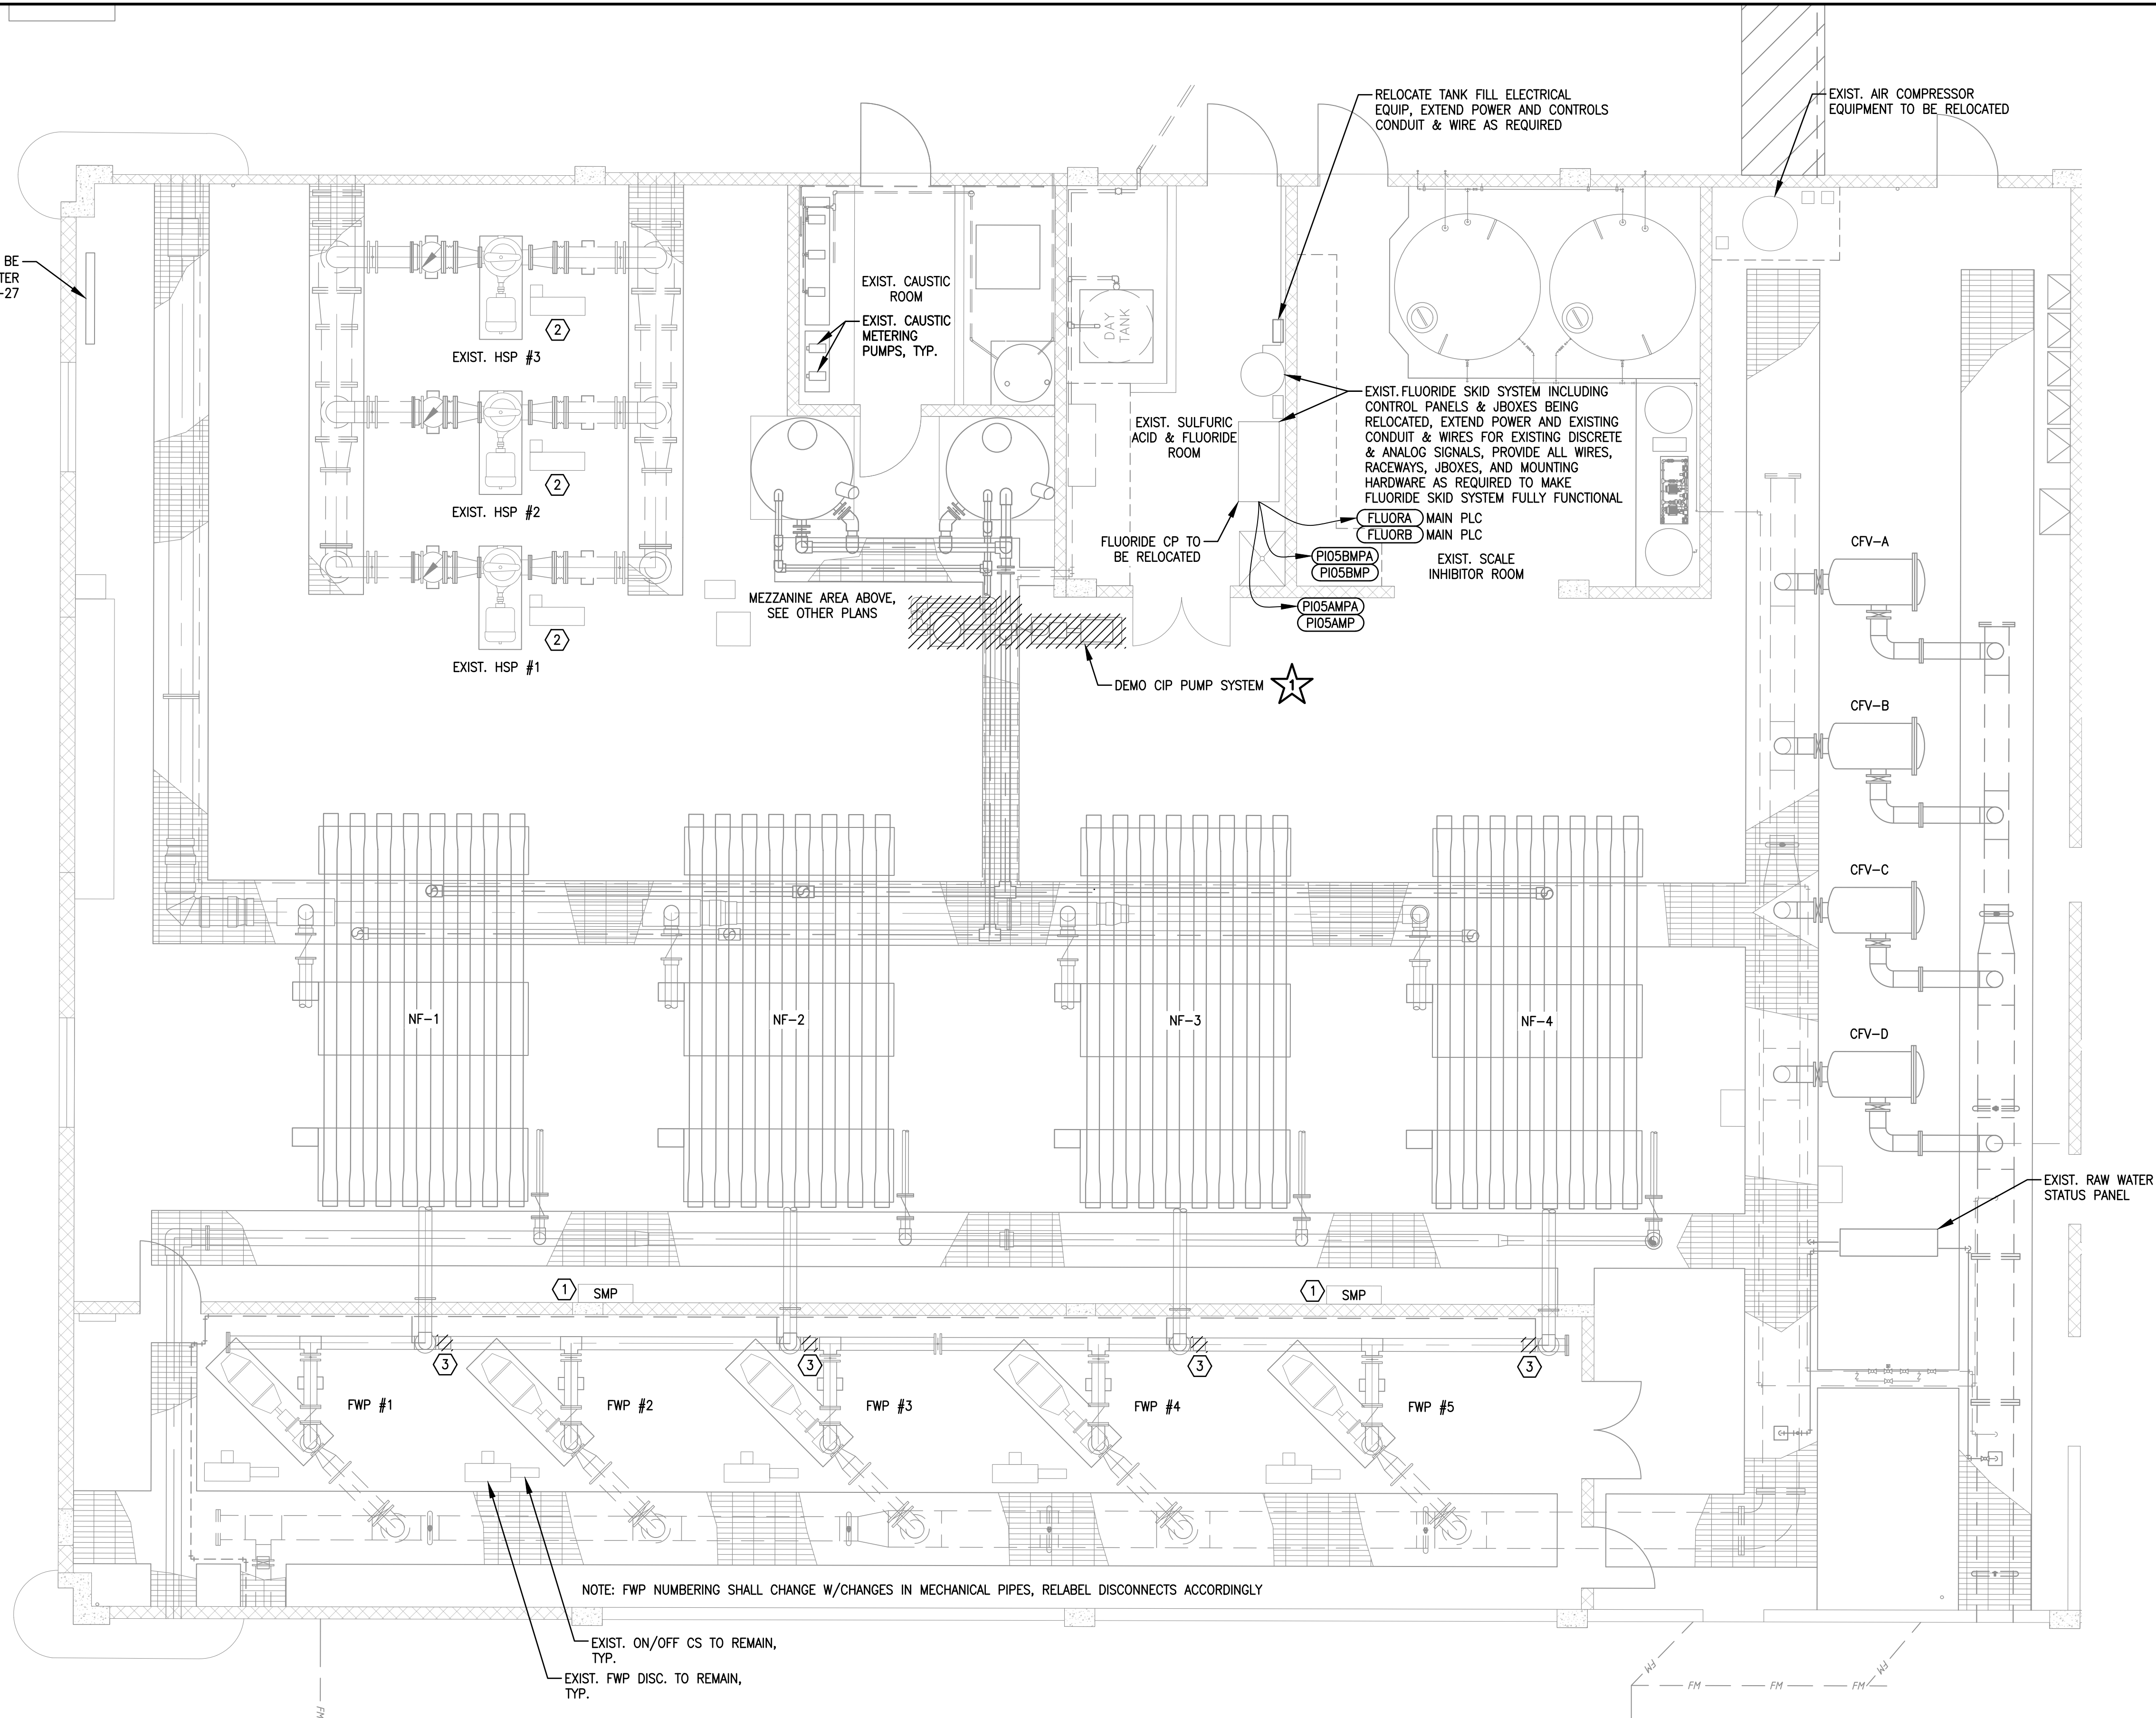 RELOCATE TANK FILL ELECTRICAL
EQUIP, EXTEND POWER AND CONTROLS
CONDUIT & WIRE AS REQUIRED
EXIST. AIR COMPRESSOR
EQUIPMENT TO BE RELOCATED
BE
TER
-27
EXIST. CAUSTIC
ROOM
EXIST. CAUSTIC
METERING
PUMPS, TYP.
DAY
TANK
2
EXIST. HSP #3
2
EXIST. HSP #2
2
EXIST. HSP #1
EXIST. SULFURIC
ACID & FLUORIDE
ROOM
EXIST. FLUORIDE SKID SYSTEM INCLUDING
CONTROL PANELS & JBOXES BEING
RELOCATED, EXTEND POWER AND EXISTING
CONDUIT & WIRES FOR EXISTING DISCRETE
& ANALOG SIGNALS, PROVIDE ALL WIRES,
RACEWAYS, JBOXES, AND MOUNTING
HARDWARE AS REQUIRED TO MAKE
FLUORIDE SKID SYSTEM FULLY FUNCTIONAL
FLUORA MAIN PLC
FLUORB MAIN PLC
FLUORIDE CP TO
BE RELOCATED
PI05BMPA
PI05BMP
EXIST. SCALE
INHIBITOR ROOM
PI05AMPA
PI05AMP
MEZZANINE AREA ABOVE,
SEE OTHER PLANS
DEMO CIP PUMP SYSTEM 1
CFV-A
CFV-B
CFV-C
CFV-D
NF-1
NF-2
NF-3
NF-4
EXIST. RAW WATER
STATUS PANEL
1 SMP
1 SMP
3
3
3
3
FWP #1
FWP #2
FWP #3
FWP #4
FWP #5
NOTE: FWP NUMBERING SHALL CHANGE W/CHANGES IN MECHANICAL PIPES, RELABEL DISCONNECTS ACCORDINGLY
EXIST. ON/OFF CS TO REMAIN,
TYP.
EXIST. FWP DISC. TO REMAIN,
TYP.
FM
FM
FM
FM
FM
FM